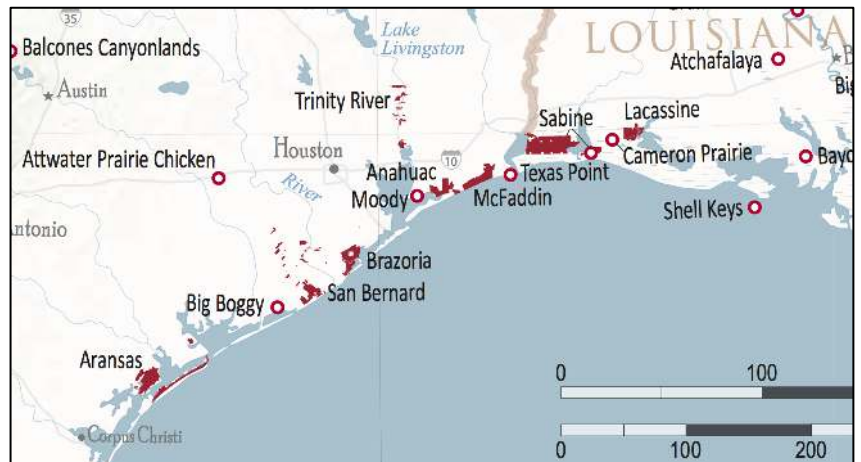 35
Lake
Livingston
LOUISIANA
Balcones Canyonlands
Austin
Atchafalaya
Trinity River
Sabine
Lacassine
Attwater Prairie Chicken
Houston
Anahuac
10
Cameron Prairie
River
Moody
Texas Point
McFaddin
Shell Keys
Brazoria
Big Boggy
San Bernard
Aransas
Corpus Christi
0
100
0
100
200